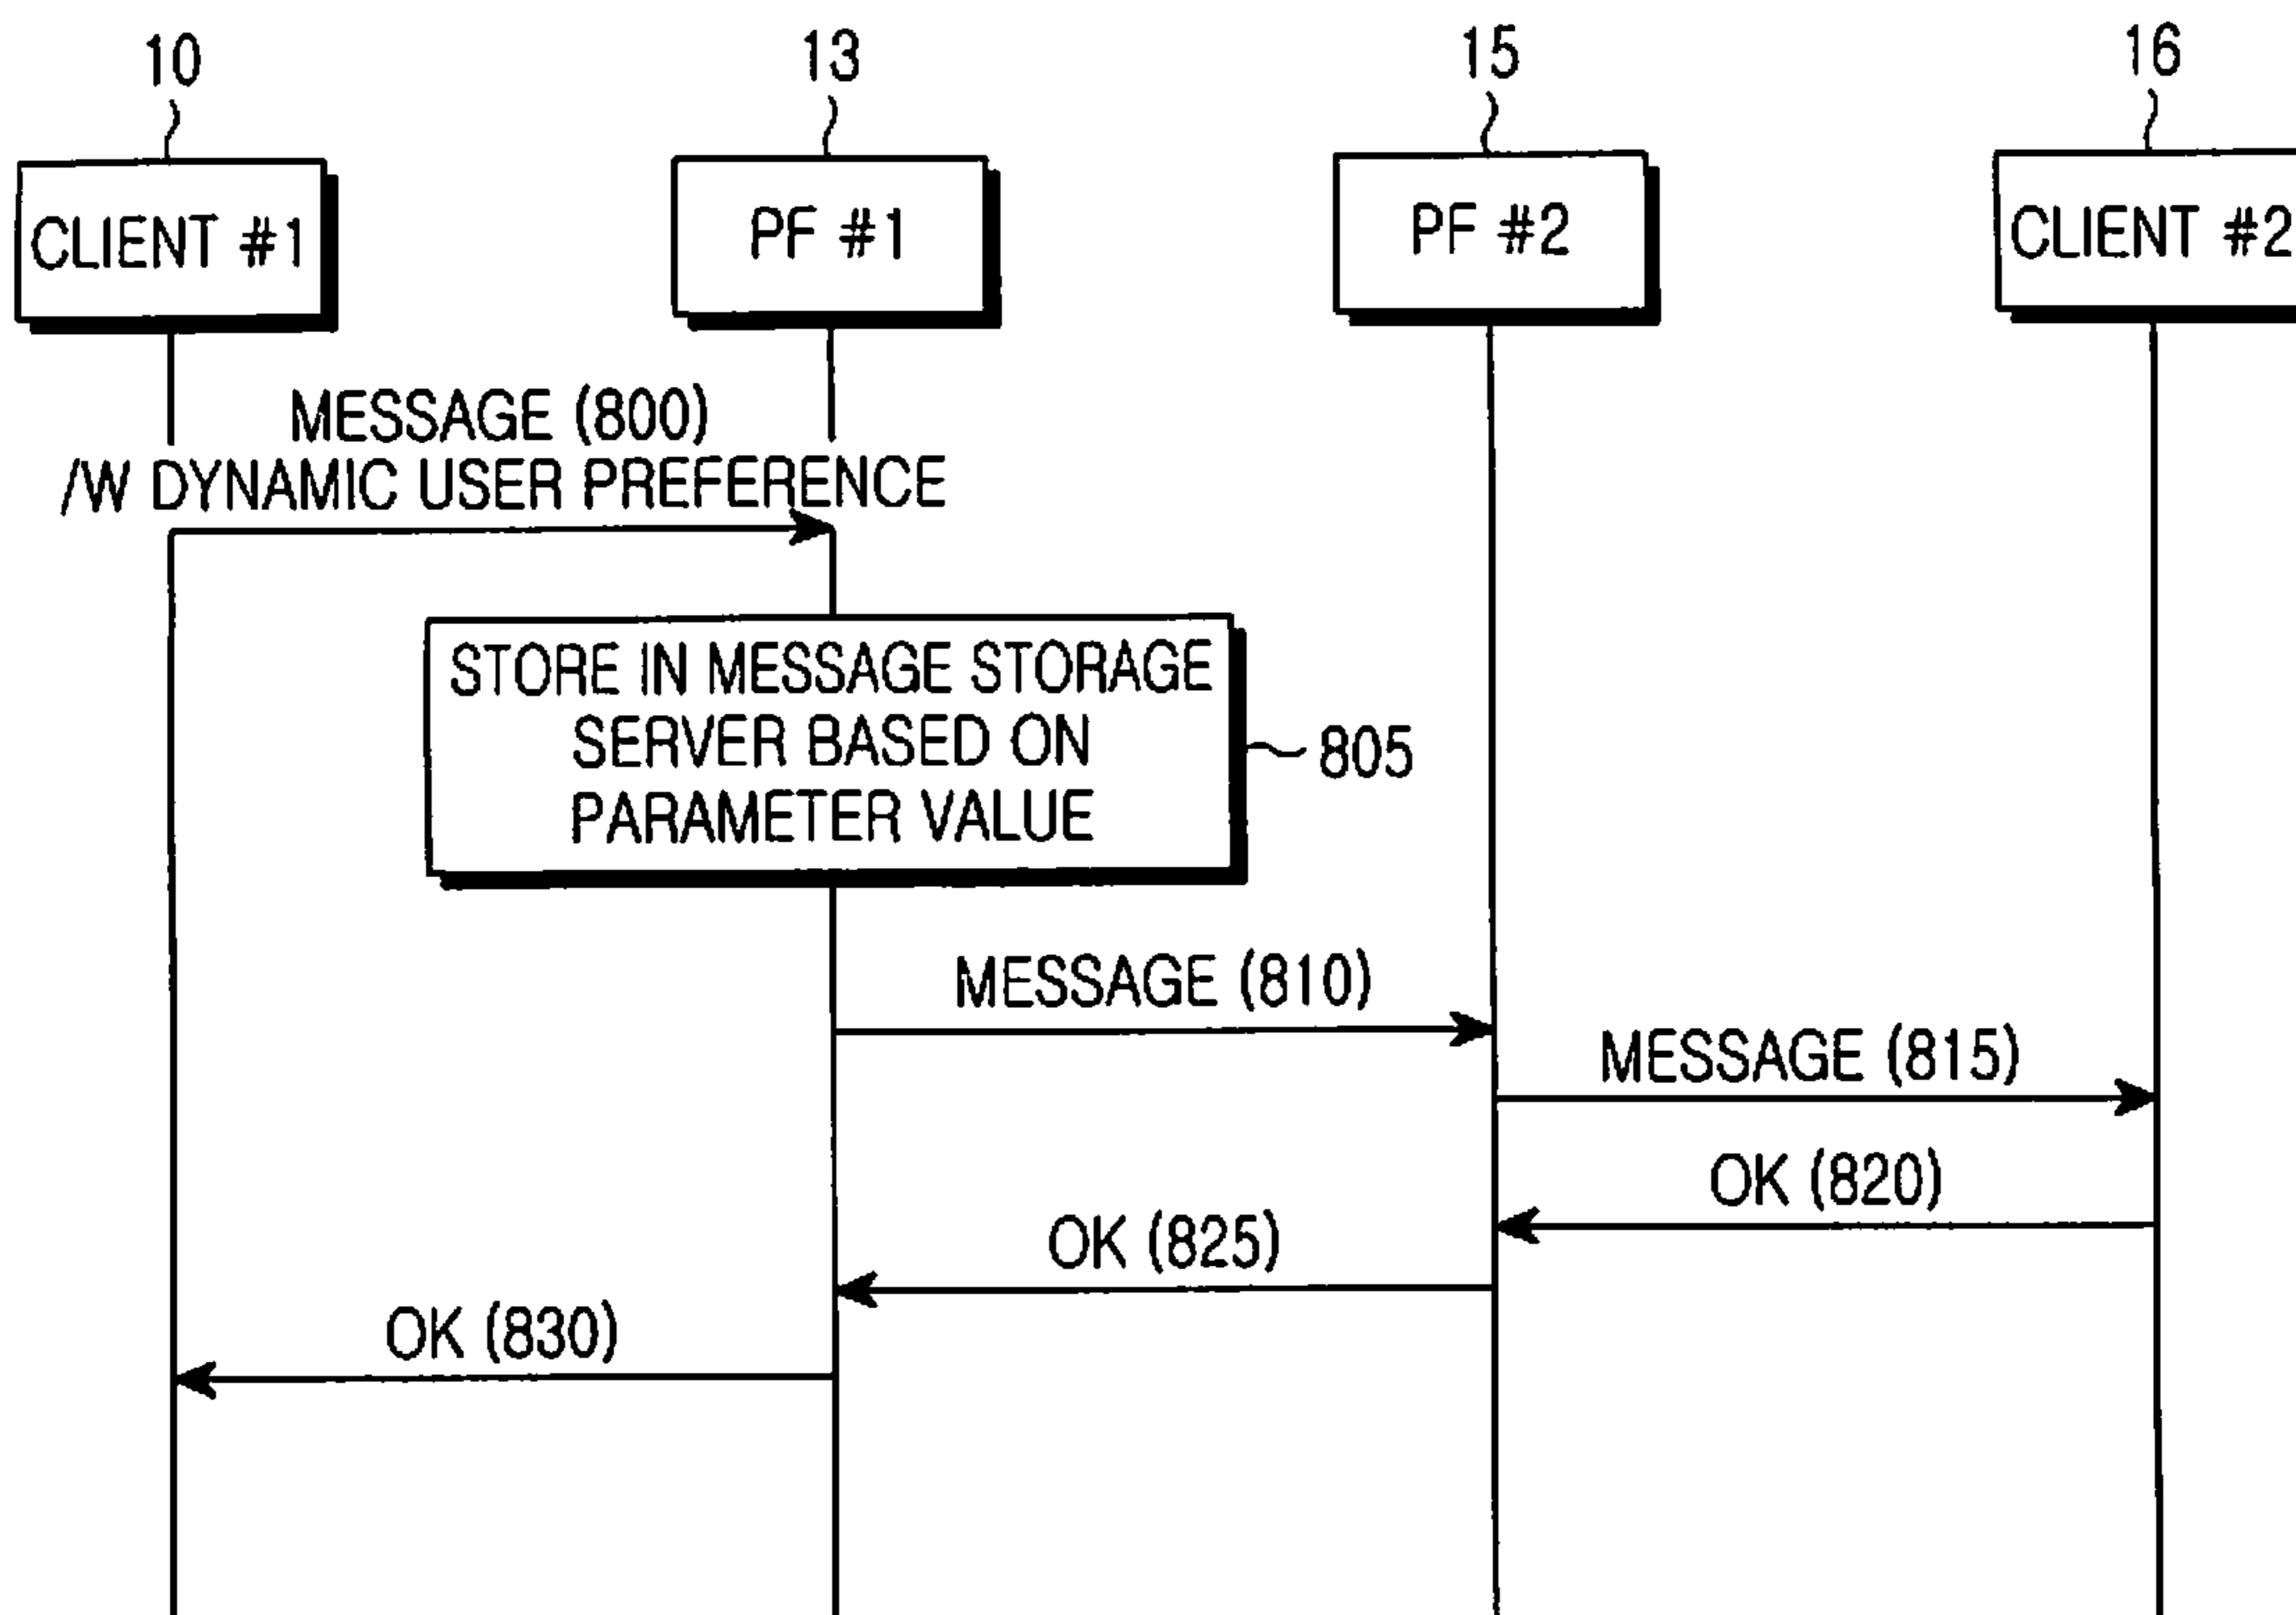 10
13
15
16
CLIENT #1
PF #1
PF #2
CLIENT #2
MESSAGE (800)
/W DYNAMIC USER PREFERENCE
STORE IN MESSAGE STORAGE
SERVER BASED ON
PARAMETER VALUE
805
MESSAGE (810)
MESSAGE (815)
OK (820)
OK (825)
OK (830)